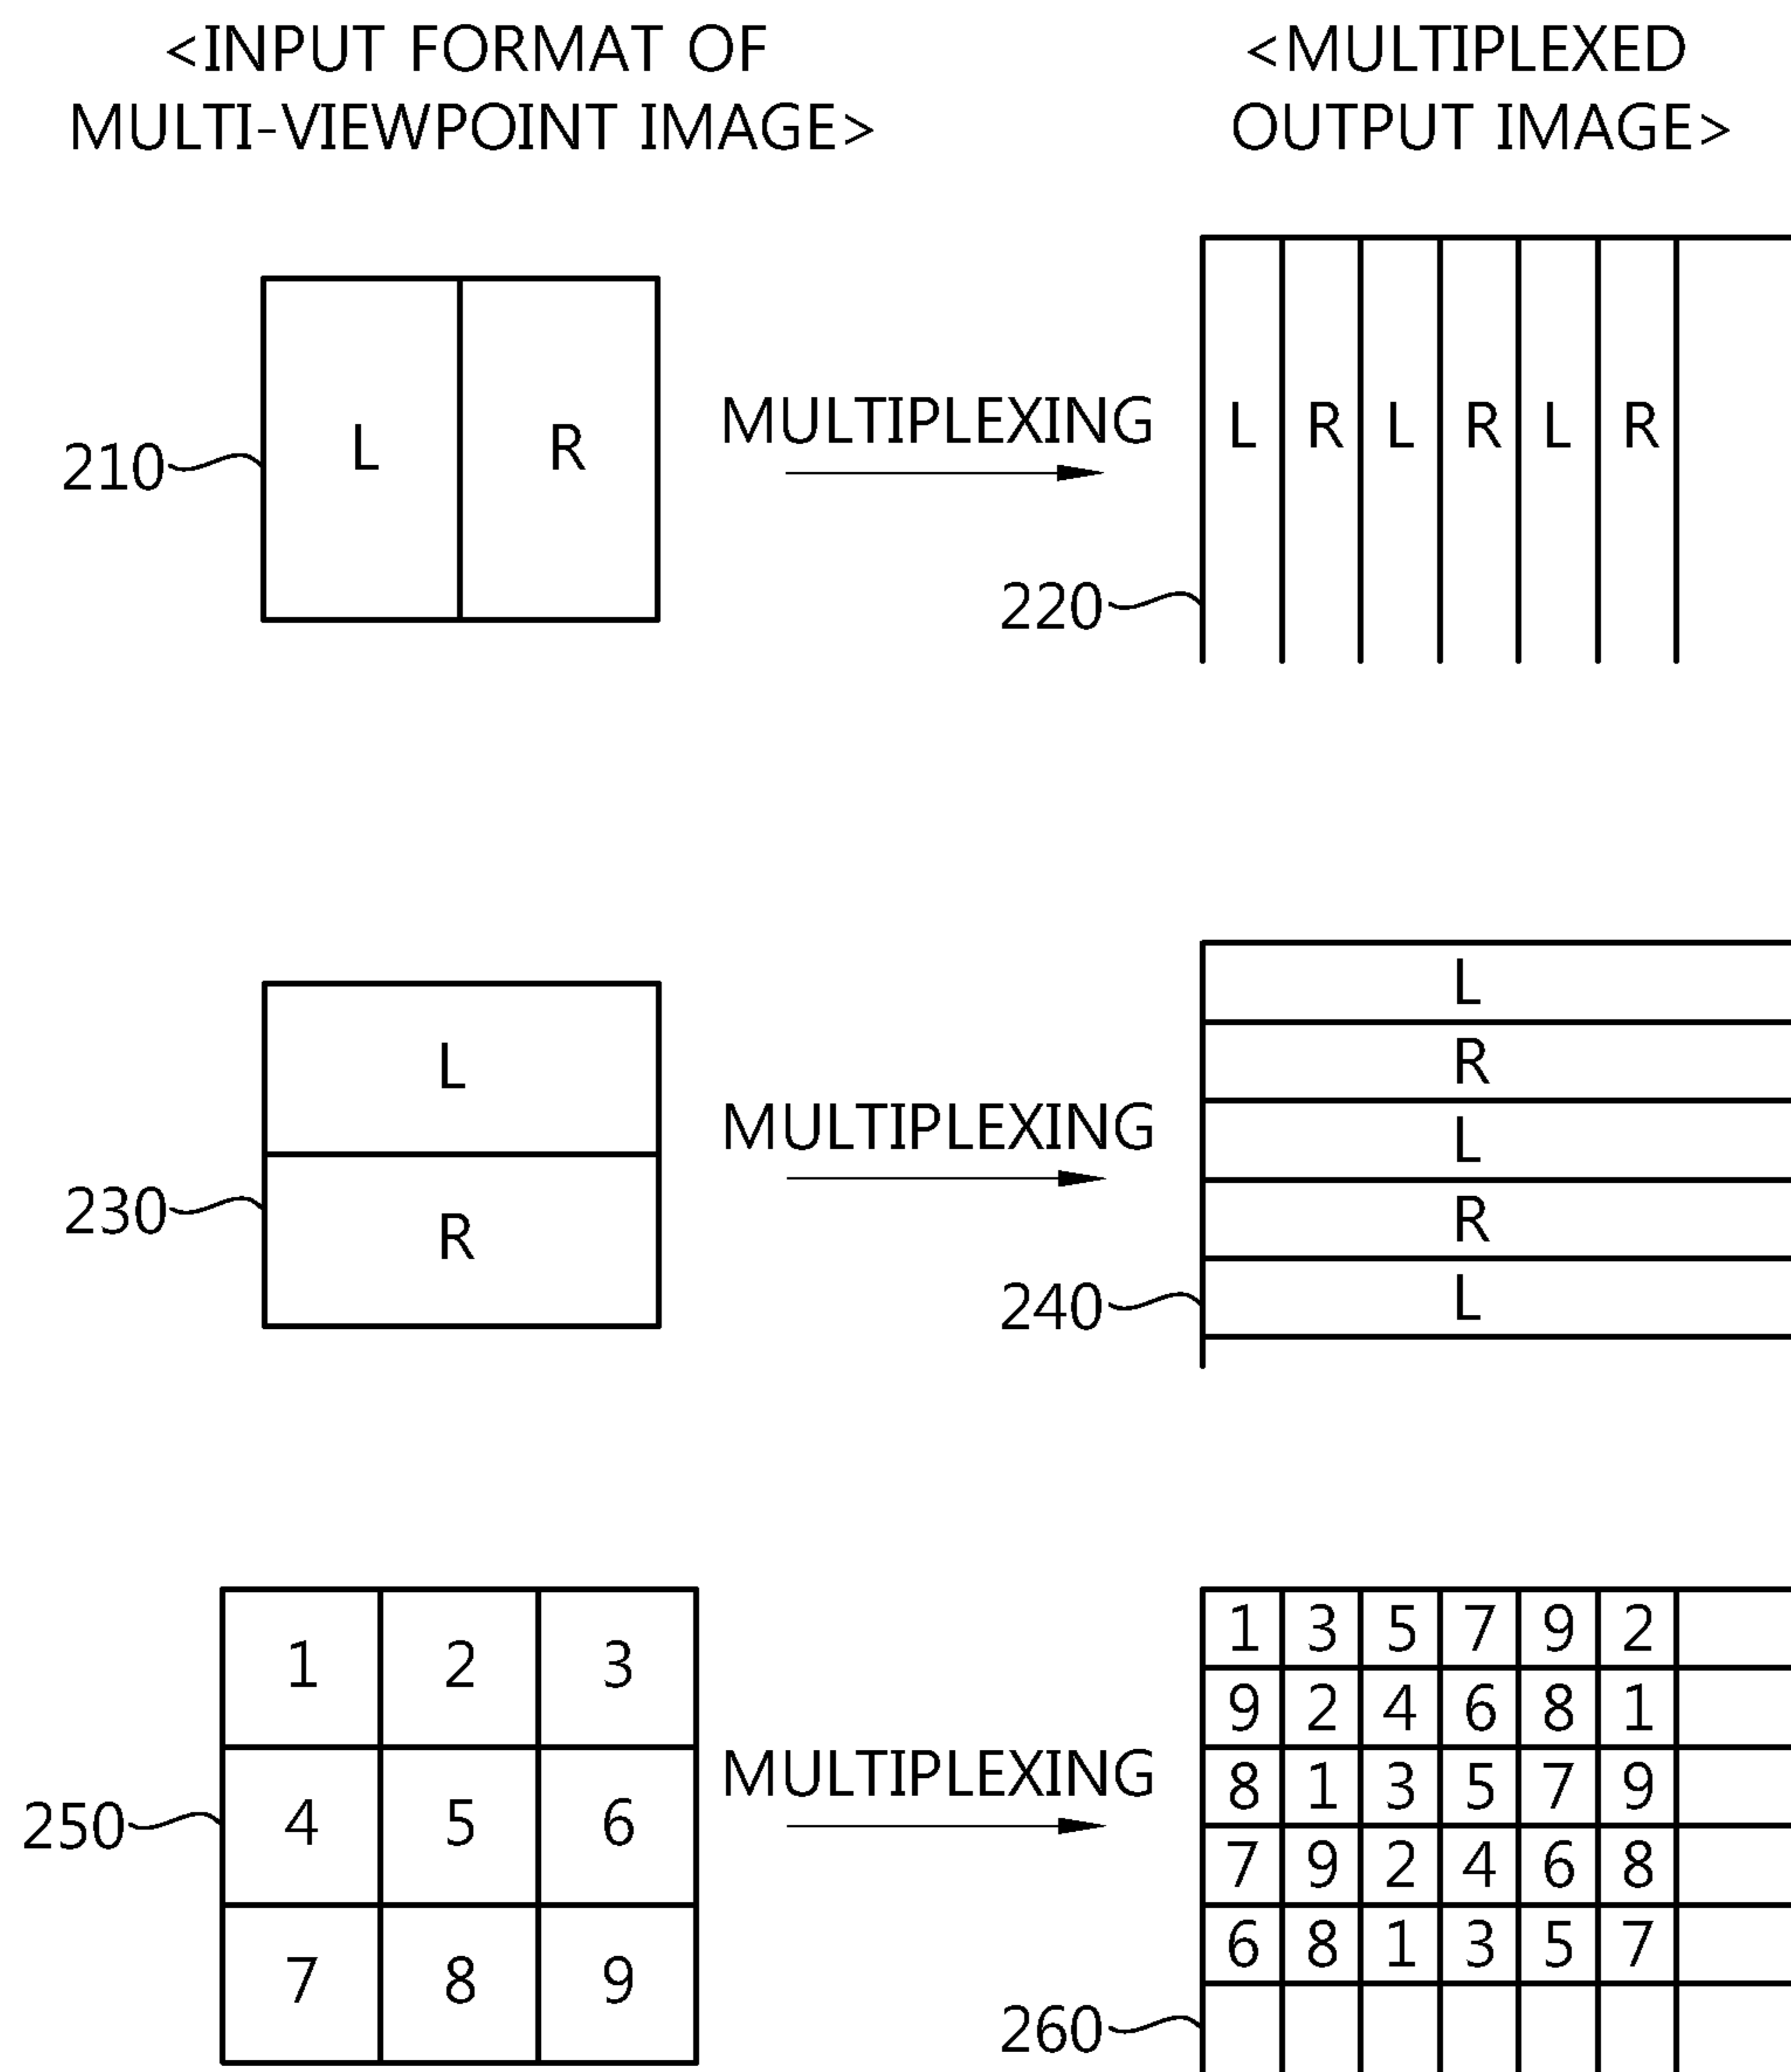 <INPUT FORMAT OF
MULTI-VIEWPOINT IMAGE>
<MULTIPLEXED
OUTPUT IMAGE>
210
L R
MULTIPLEXING
L R L R L R
220
230
L
R
MULTIPLEXING
L
R
L
R
L
240
250
1 2 3
4 5 6
7 8 9
MULTIPLEXING
1 3 5 7 9 2
9 2 4 6 8 1
8 1 3 5 7 9
7 9 2 4 6 8
6 8 1 3 5 7
260